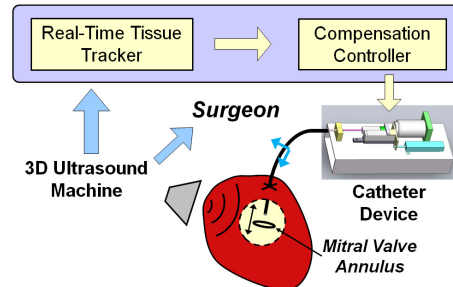 Real-Time Tissue
Tracker
Compensation
Controller
Surgeon
3D Ultrasound
Machine
Catheter
Device
Mitral Valve
Annulus